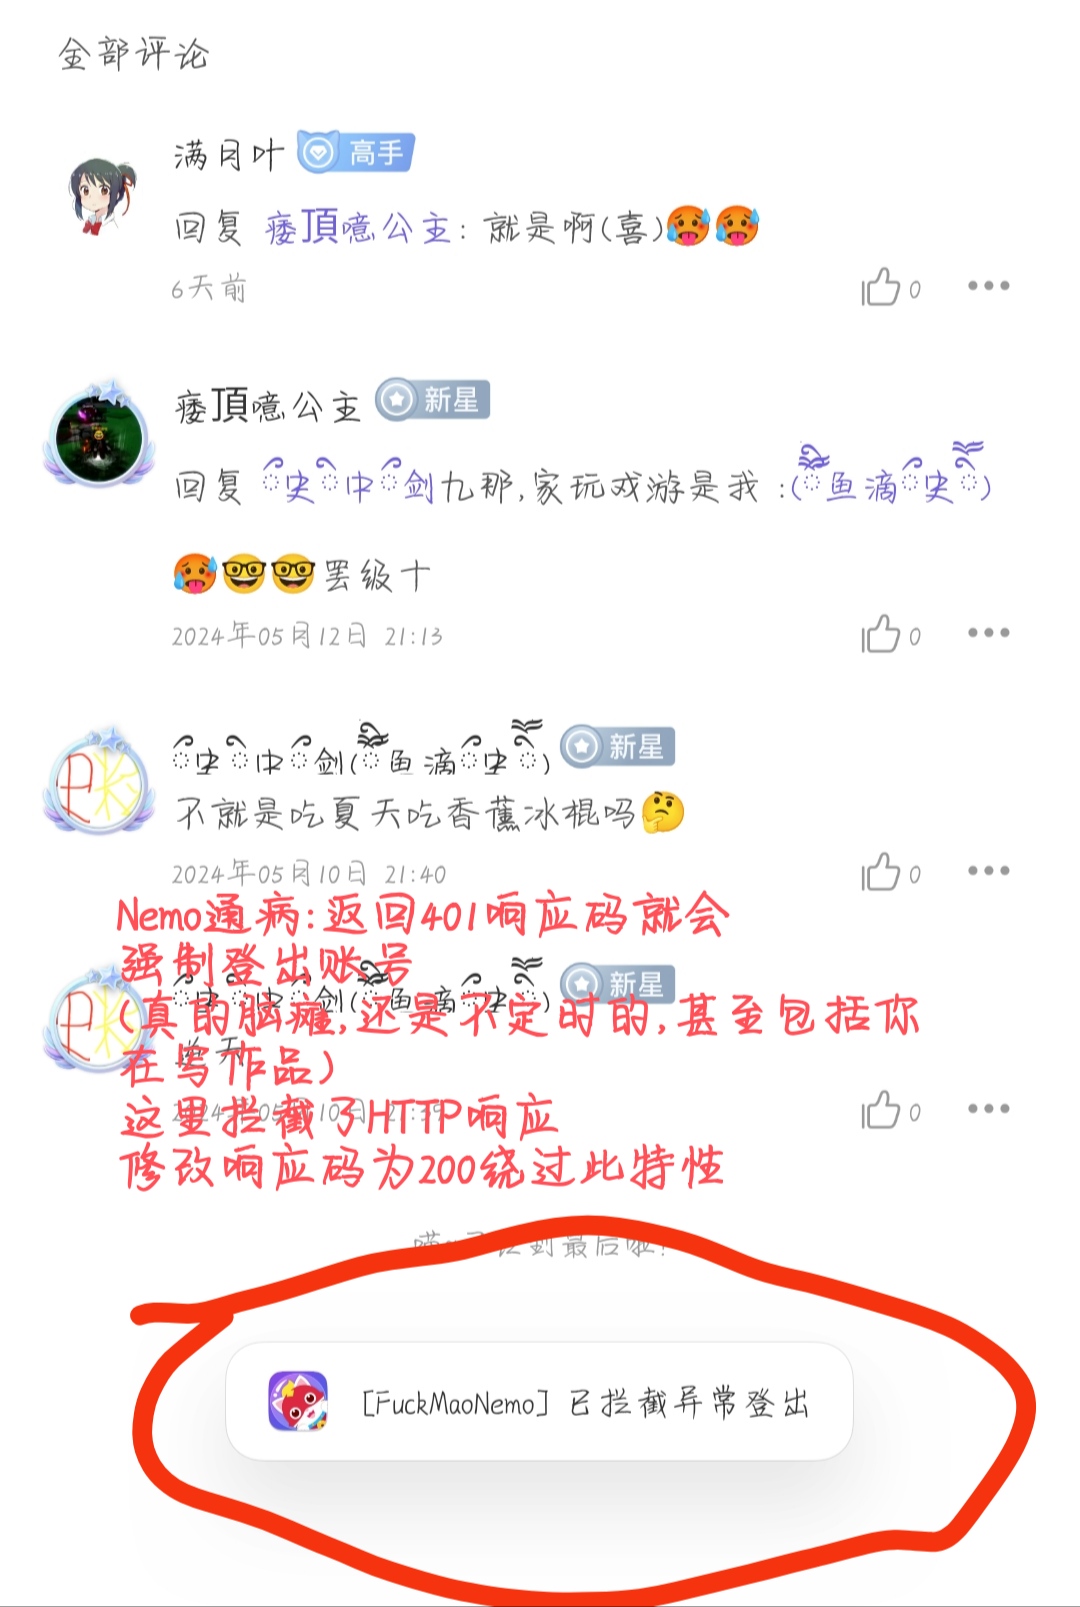 全部评论
满月叶 高手
回复 痿頂噫公主: 就是啊(喜)🥵🥵
6天前 0
痿頂噫公主 新星
回复 史中剑九那,家玩戏游是我 :(鱼滴史)
🥵🤓🤓罢级十
2024年05月12日 21:13 0
史中剑(鱼滴史) 新星
不就是吃夏天吃香蕉冰棍吗🤔
2024年05月10日 21:40 0
Nemo通病:返回401响应码就会
强制登出账号
史中剑(鱼滴史) 新星
(真的脑瘫,还是不定时的,甚至包括你
在写作品)
2024年05月10日 21:39 0
这里拦截了HTTP响应
修改响应码为200绕过此特性
到最后啦!
[FuckMaoNemo] 已拦截异常登出